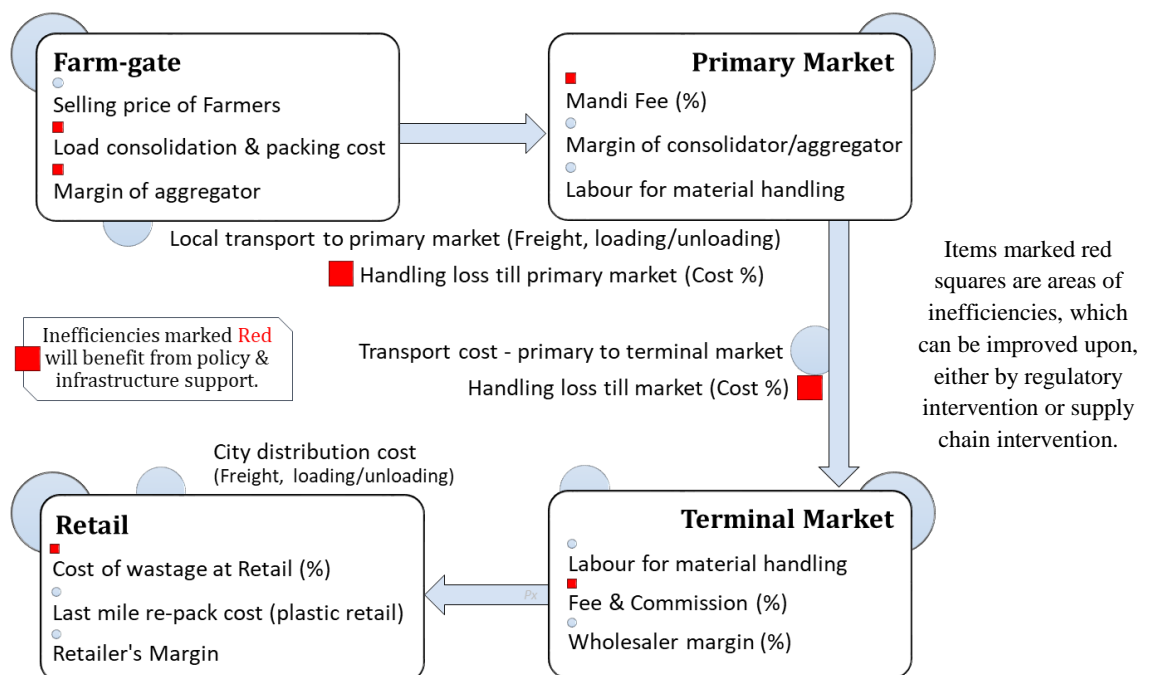 Farm-gate
Selling price of Farmers
Load consolidation & packing cost
Margin of aggregator
Primary Market
Mandi Fee (%)
Margin of consolidator/aggregator
Labour for material handling
Local transport to primary market (Freight, loading/unloading)
Handling loss till primary market (Cost %)
Items marked red
squares are areas of
inefficiencies, which
can be improved upon,
either by regulatory
intervention or supply
chain intervention.
Inefficiencies marked Red
will benefit from policy &
infrastructure support.
Transport cost - primary to terminal market
Handling loss till market (Cost %)
City distribution cost
(Freight, loading/unloading)
Terminal Market
Labour for material handling
Fee & Commission (%)
Wholesaler margin (%)
Px
Retail
Cost of wastage at Retail (%)
Last mile re-pack cost (plastic retail)
Retailer's Margin